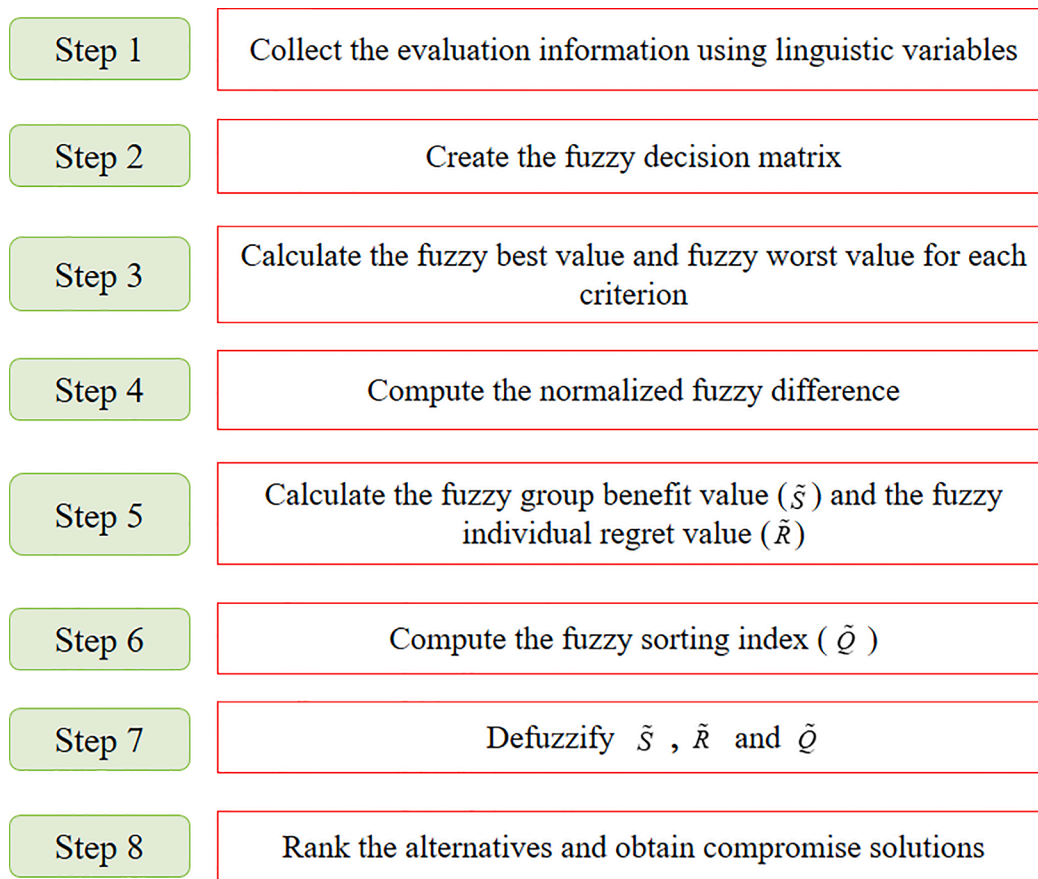 Step 1
Collect the evaluation information using linguistic variables
Step 2
Create the fuzzy decision matrix
Step 3
Calculate the fuzzy best value and fuzzy worst value for each
criterion
Step 4
Compute the normalized fuzzy difference
Step 5
Calculate the fuzzy group benefit value (S̃) and the fuzzy
individual regret value (R̃)
Step 6
Compute the fuzzy sorting index ( Q̃ )
Step 7
Defuzzify S̃ , R̃ and Q̃
Step 8
Rank the alternatives and obtain compromise solutions